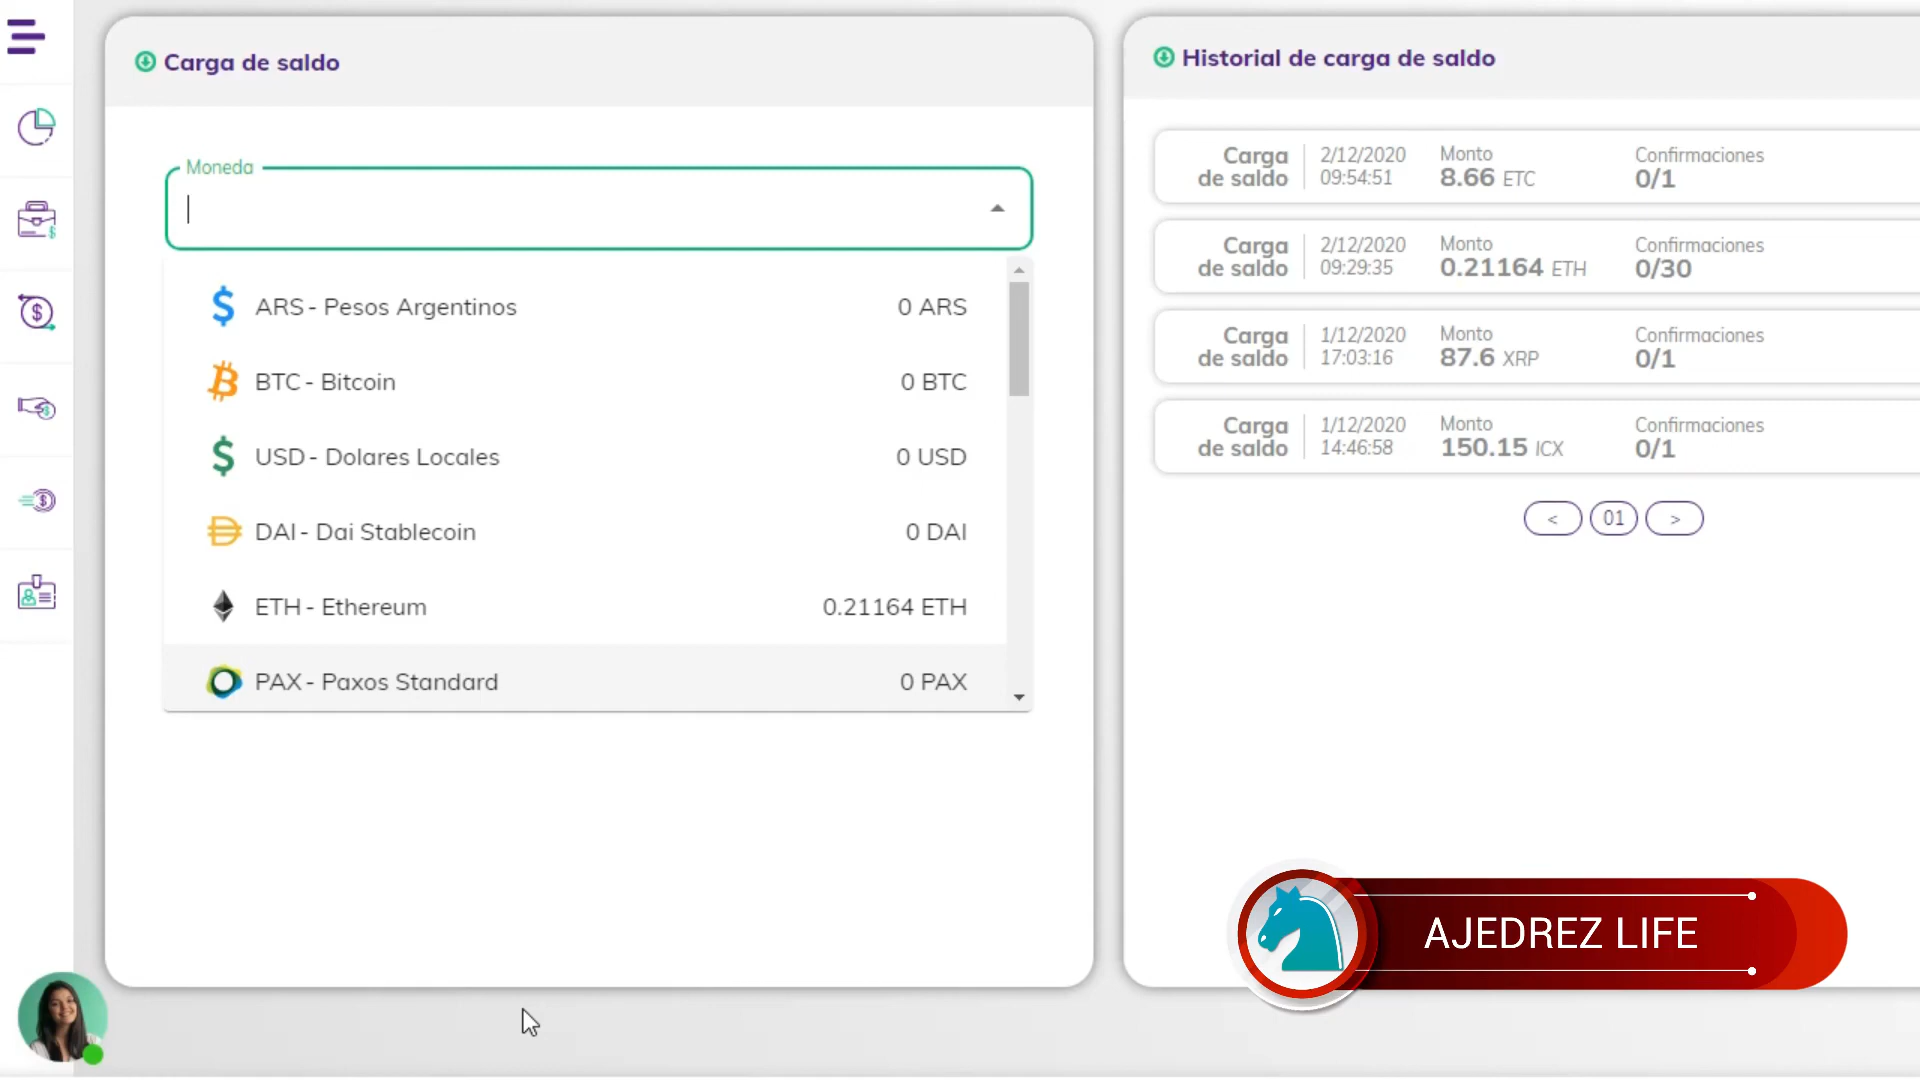 Carga de saldo
Moneda
ARS - Pesos Argentinos 0 ARS
BTC - Bitcoin 0 BTC
USD - Dolares Locales 0 USD
DAI - Dai Stablecoin 0 DAI
ETH - Ethereum 0.21164 ETH
PAX - Paxos Standard 0 PAX
Historial de carga de saldo
Carga 2/12/2020 Monto Confirmaciones
de saldo 09:54:51 8.66 ETC 0/1
Carga 2/12/2020 Monto Confirmaciones
de saldo 09:29:35 0.21164 ETH 0/30
Carga 1/12/2020 Monto Confirmaciones
de saldo 17:03:16 87.6 XRP 0/1
Carga 1/12/2020 Monto Confirmaciones
de saldo 14:46:58 150.15 ICX 0/1
< 01 >
AJEDREZ LIFE